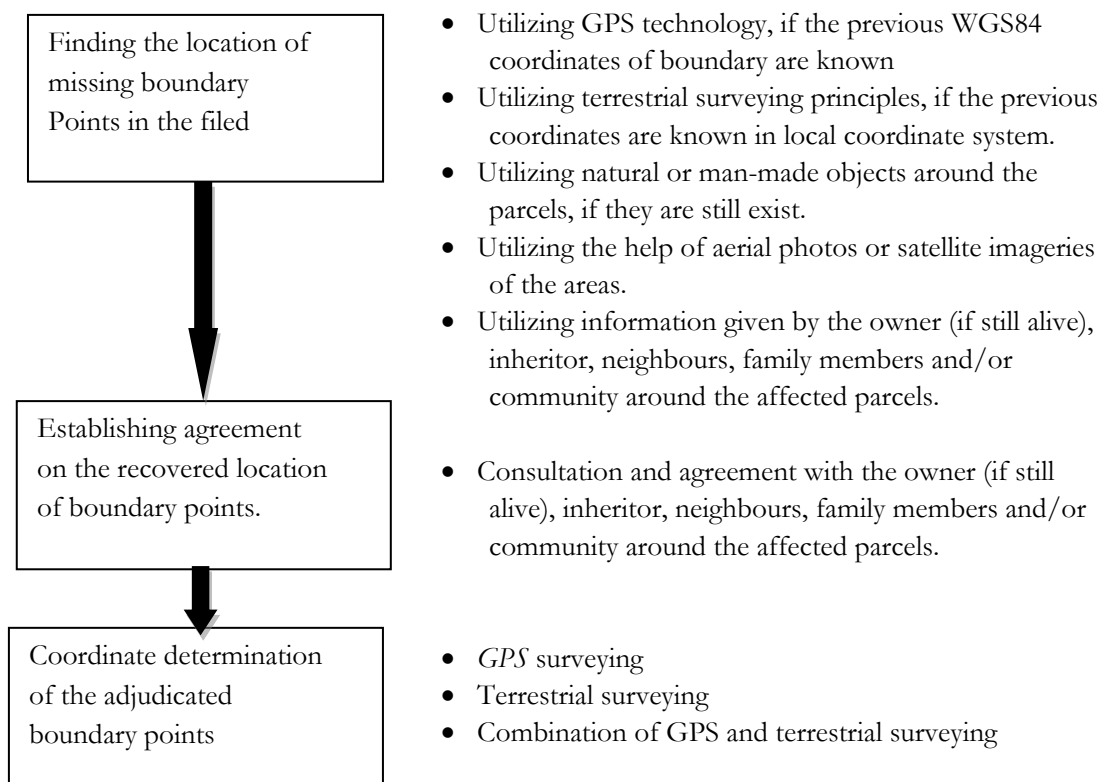 Finding the location of
missing boundary
Points in the filed
• Utilizing GPS technology, if the previous WGS84
coordinates of boundary are known
• Utilizing terrestrial surveying principles, if the previous
coordinates are known in local coordinate system.
• Utilizing natural or man-made objects around the
parcels, if they are still exist.
• Utilizing the help of aerial photos or satellite imageries
of the areas.
• Utilizing information given by the owner (if still alive),
inheritor, neighbours, family members and/or
community around the affected parcels.
Establishing agreement
on the recovered location
of boundary points.
• Consultation and agreement with the owner (if still
alive), inheritor, neighbours, family members and/or
community around the affected parcels.
Coordinate determination
of the adjudicated
boundary points
• GPS surveying
• Terrestrial surveying
• Combination of GPS and terrestrial surveying